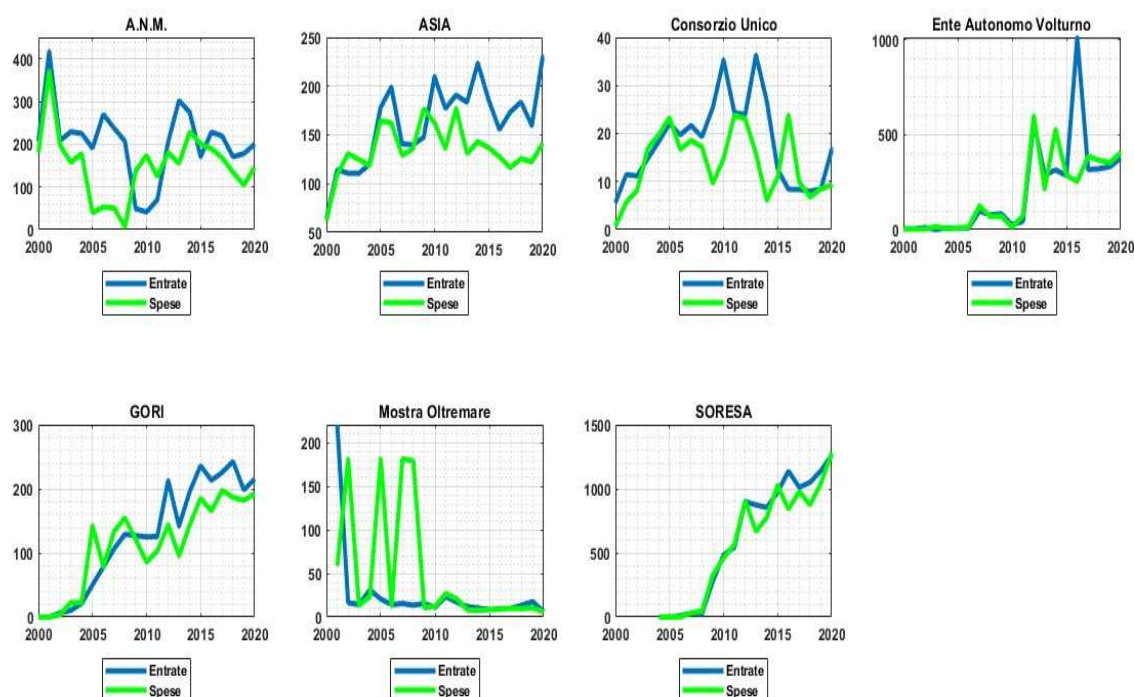 A.N.M.
400
300
200
100
0
2000 2005 2010 2015 2020
Entrate
Spese
ASIA
250
200
150
100
50
2000 2005 2010 2015 2020
Entrate
Spese
Consorzio Unico
40
30
20
10
0
2000 2005 2010 2015 2020
Entrate
Spese
Ente Autonomo Volturno
1000
500
0
2000 2005 2010 2015 2020
Entrate
Spese
GORI
300
200
100
0
2000 2005 2010 2015 2020
Entrate
Spese
Mostra Oltremare
200
150
100
50
0
2000 2005 2010 2015 2020
Entrate
Spese
SORESA
1500
1000
500
0
2000 2005 2010 2015 2020
Entrate
Spese